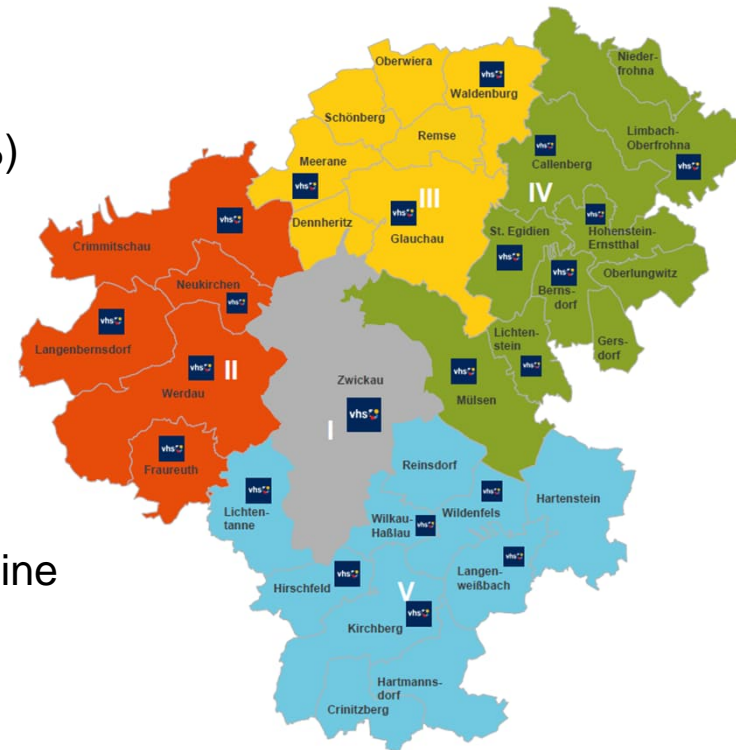 %)
ine
Oberwiera
vhs
Waldenburg
Nieder-
frohna
Schönberg
Remse
Limbach-
Oberfrohna
vhs
Meerane
vhs
vhs
Callenberg
III
IV
vhs
Glauchau
Dennheritz
vhs
Hohenstein-
Ernstthal
St. Egidien
vhs
Oberlungwitz
vhs
Berns-
dorf
Gers-
dorf
Lichten-
stein
vhs
vhs
Mülsen
vhs
Crimmitschau
Neukirchen
vhs
vhs
Langenbernsdorf
vhs
II
Werdau
vhs
Fraureuth
Zwickau
vhs
I
Reinsdorf
vhs
Wildenfels
Hartenstein
vhs
Lichten-
tanne
Wilkau-
Haßlau
vhs
vhs
Langen-
weißbach
Hirschfeld
vhs
V
vhs
Kirchberg
Hartmanns-
dorf
Crinitzberg